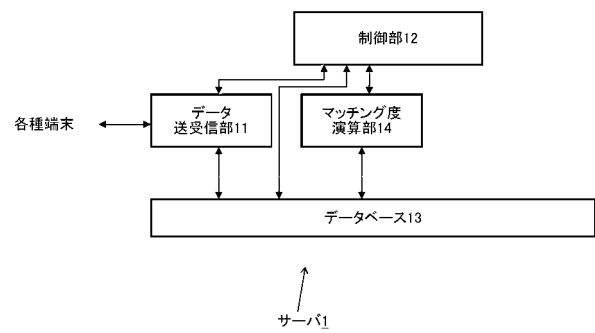 制御部12
データ
送受信部11
マッチング度
演算部14
各種端末
データベース13
サーバ1